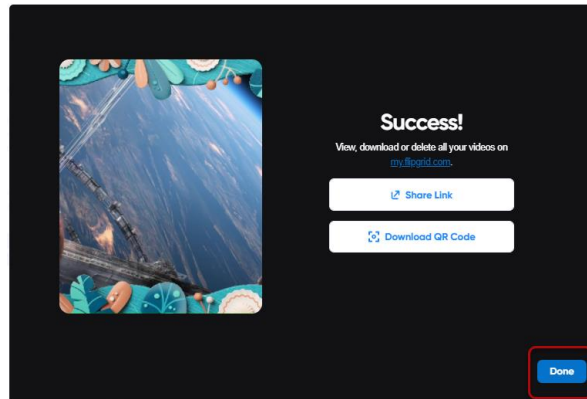 Success!
View, download or delete all your videos on
my.flipgrid.com.
Share Link
Download QR Code
Done